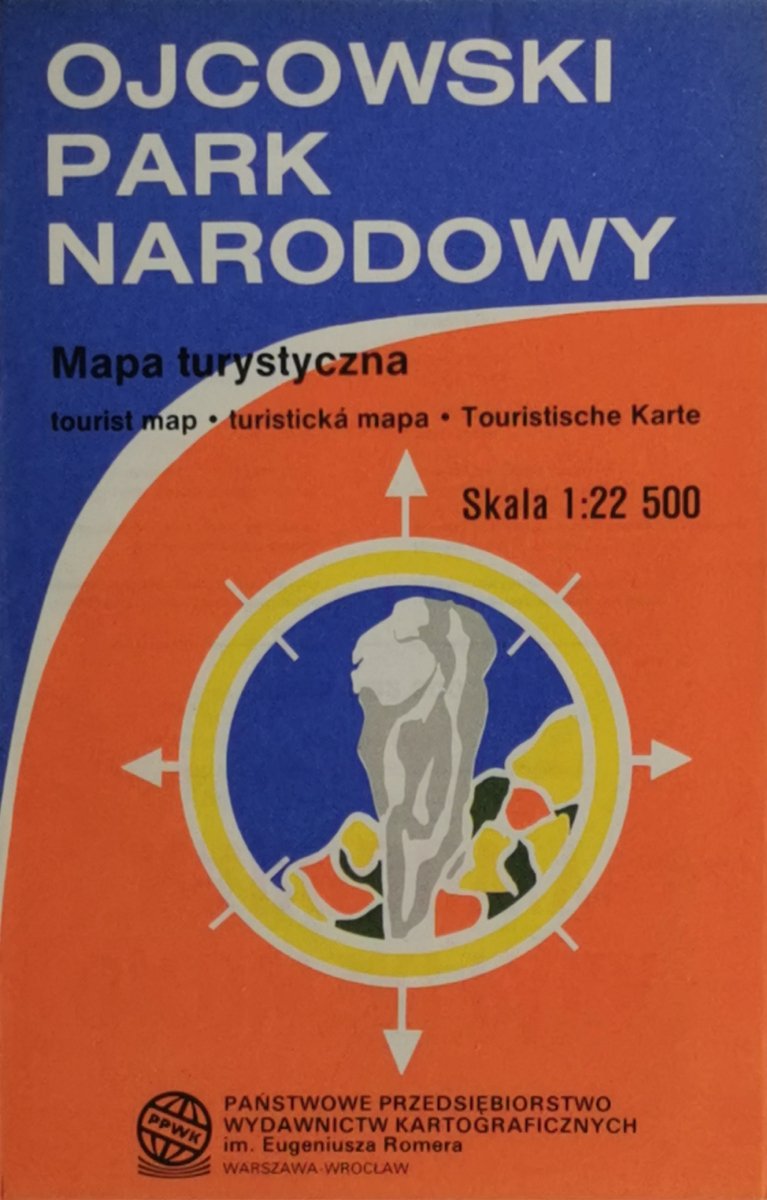 OJCOWSKI
PARK
NARODOWY
Mapa turystyczna
tourist map • turistická mapa • Touristische Karte
Skala 1:22 500
PPWK
PAŃSTWOWE PRZEDSIĘBIORSTWO
WYDAWNICTW KARTOGRAFICZNYCH
im. Eugeniusza Romera
WARSZAWA-WROCŁAW